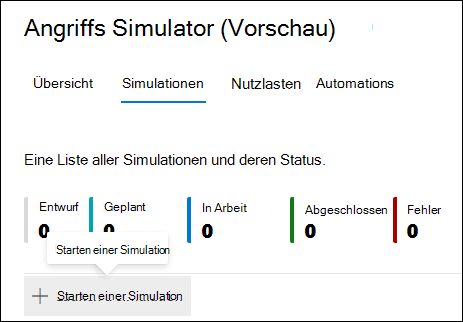 Angriffs Simulator (Vorschau)
Übersicht Simulationen Nutzlasten Automations
Eine Liste aller Simulationen und deren Status.
Entwurf Geplant In Arbeit Abgeschlossen Fehler
0 0 0 0 0
Starten einer Simulation
Starten einer Simulation